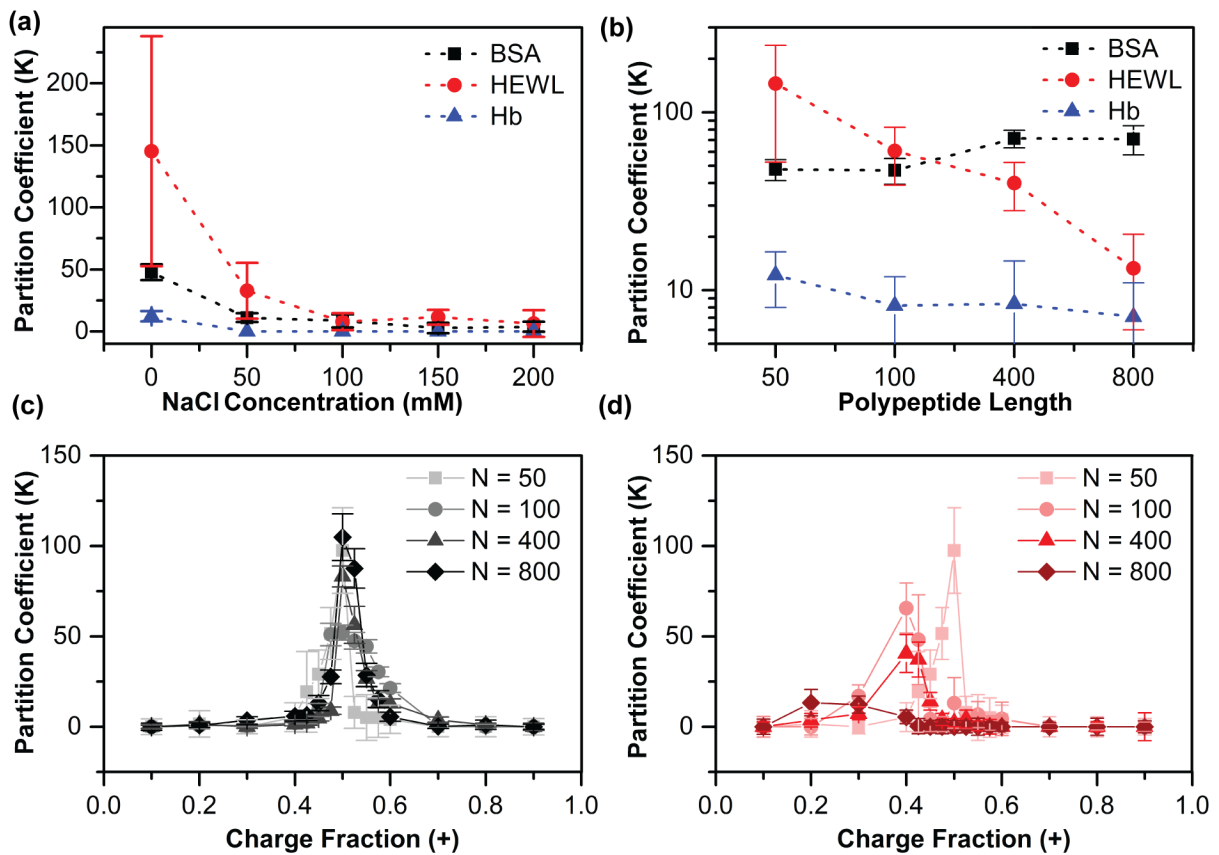 (a)
BSA
HEWL
Hb
Partition Coefficient (K)
200
150
100
50
0
0 50 100 150 200
NaCl Concentration (mM)
(b)
BSA
HEWL
Hb
Partition Coefficient (K)
100
10
50 100 400 800
Polypeptide Length
(c)
N = 50
N = 100
N = 400
N = 800
Partition Coefficient (K)
150
100
50
0
0.0 0.2 0.4 0.6 0.8 1.0
Charge Fraction (+)
(d)
N = 50
N = 100
N = 400
N = 800
Partition Coefficient (K)
150
100
50
0
0.0 0.2 0.4 0.6 0.8 1.0
Charge Fraction (+)